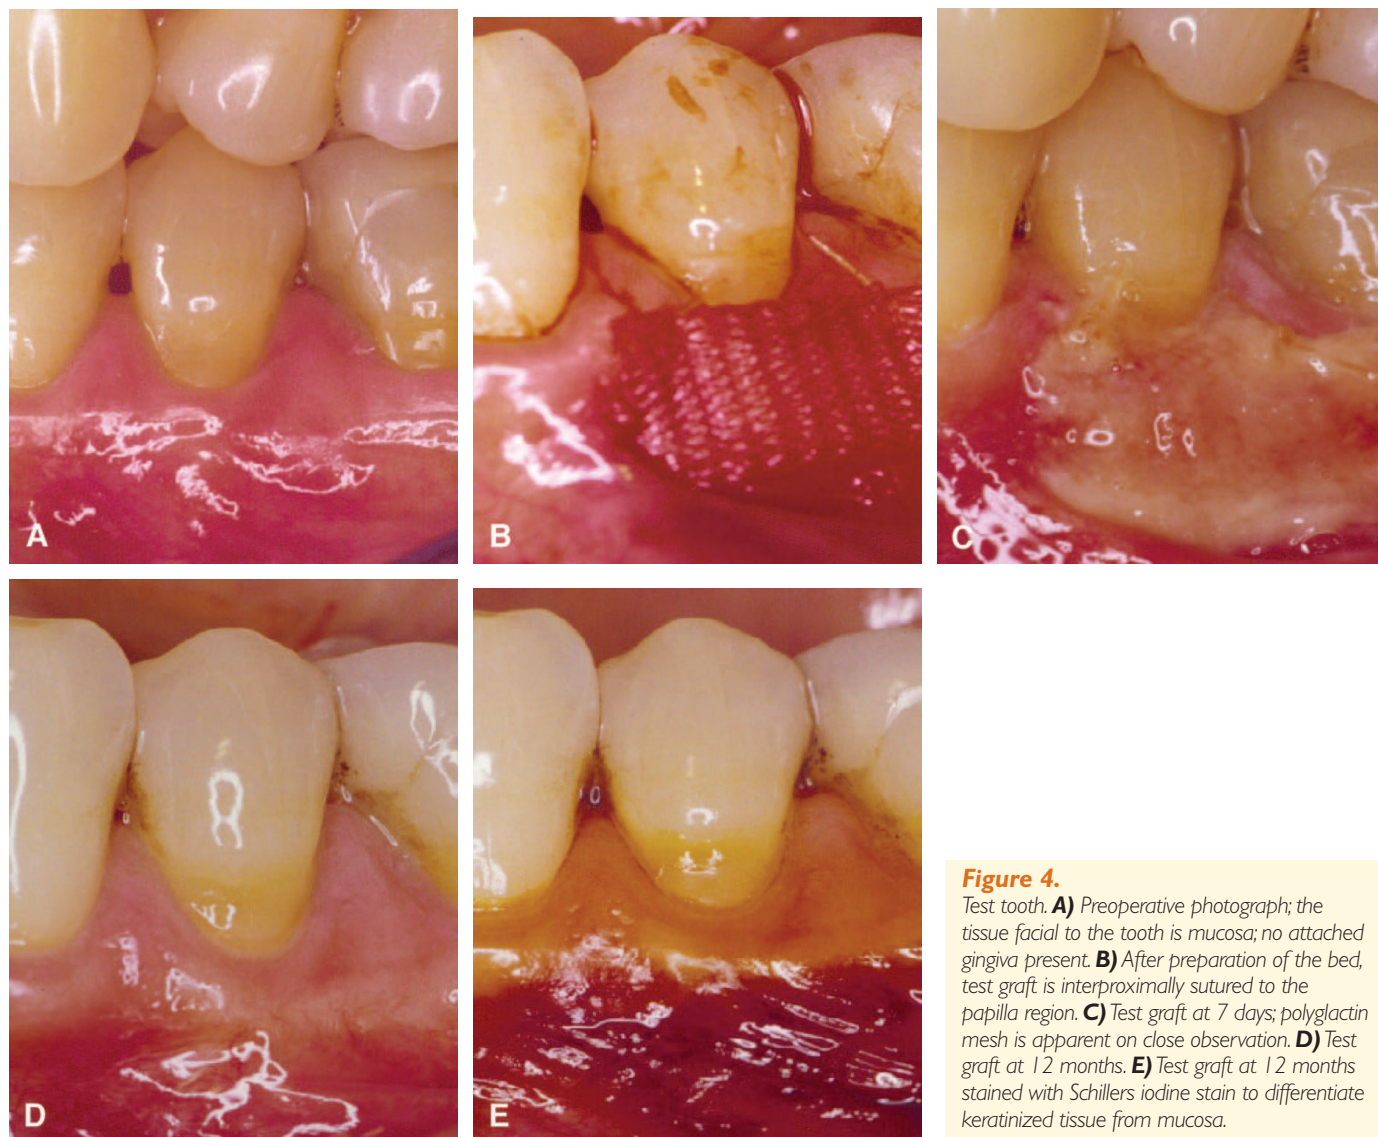 A
B
C
D
E
Figure 4.
Test tooth. A) Preoperative photograph; the
tissue facial to the tooth is mucosa; no attached
gingiva present. B) After preparation of the bed,
test graft is interproximally sutured to the
papilla region. C) Test graft at 7 days; polyglactin
mesh is apparent on close observation. D) Test
graft at 12 months. E) Test graft at 12 months
stained with Schillers iodine stain to differentiate
keratinized tissue from mucosa.